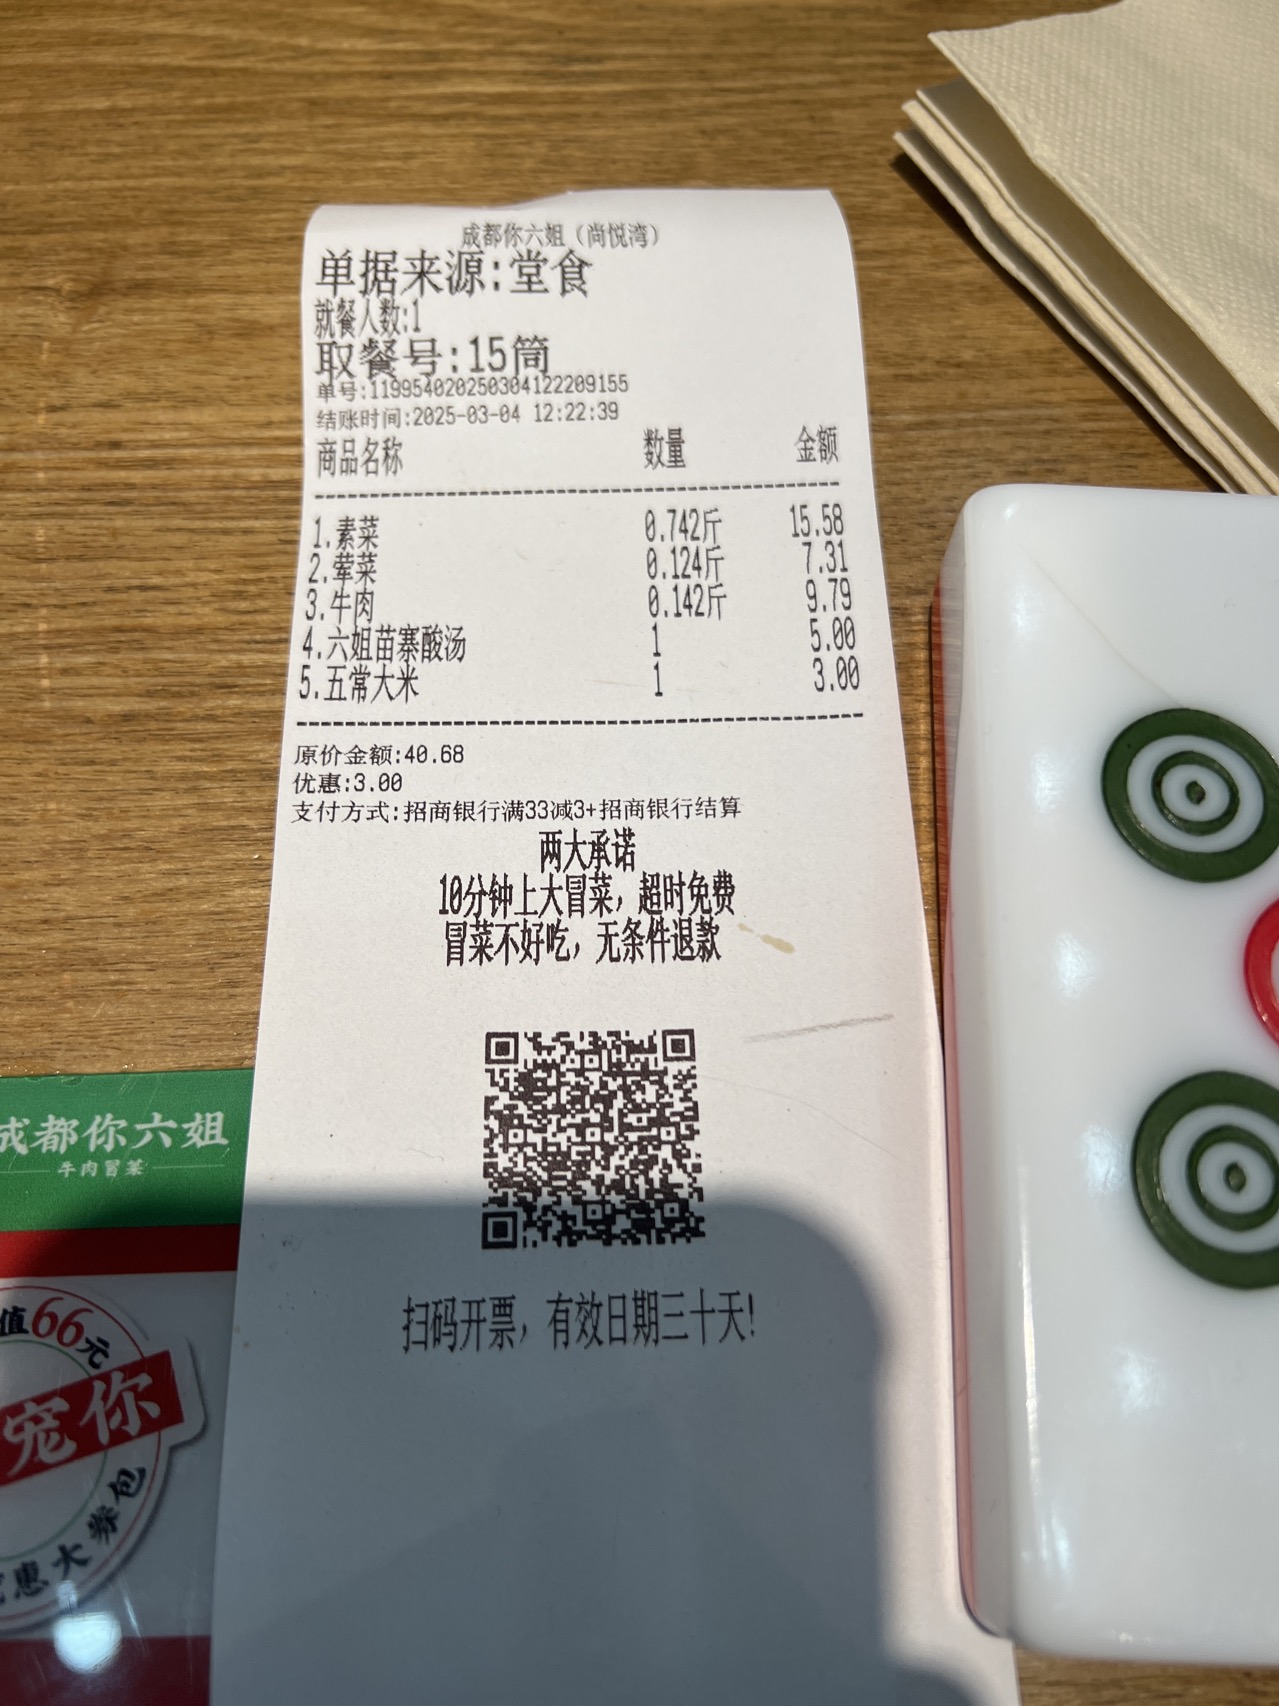 成都你六姐（尚悦湾）
单据来源:堂食
就餐人数:1
取餐号:15筒
单号:119954020250304122209155
结账时间:2025-03-04 12:22:39
商品名称 数量 金额
1.素菜 0.742斤 15.58
2.荤菜 0.124斤 7.31
3.牛肉 0.142斤 9.79
4.六姐苗寨酸汤 1 5.00
5.五常大米 1 3.00
原价金额:40.68
优惠:3.00
支付方式:招商银行满33减3+招商银行结算
两大承诺
10分钟上大冒菜，超时免费
冒菜不好吃，无条件退款
扫码开票，有效日期三十天!
成都你六姐
牛肉冒菜
值66元
宠你
惠大券包